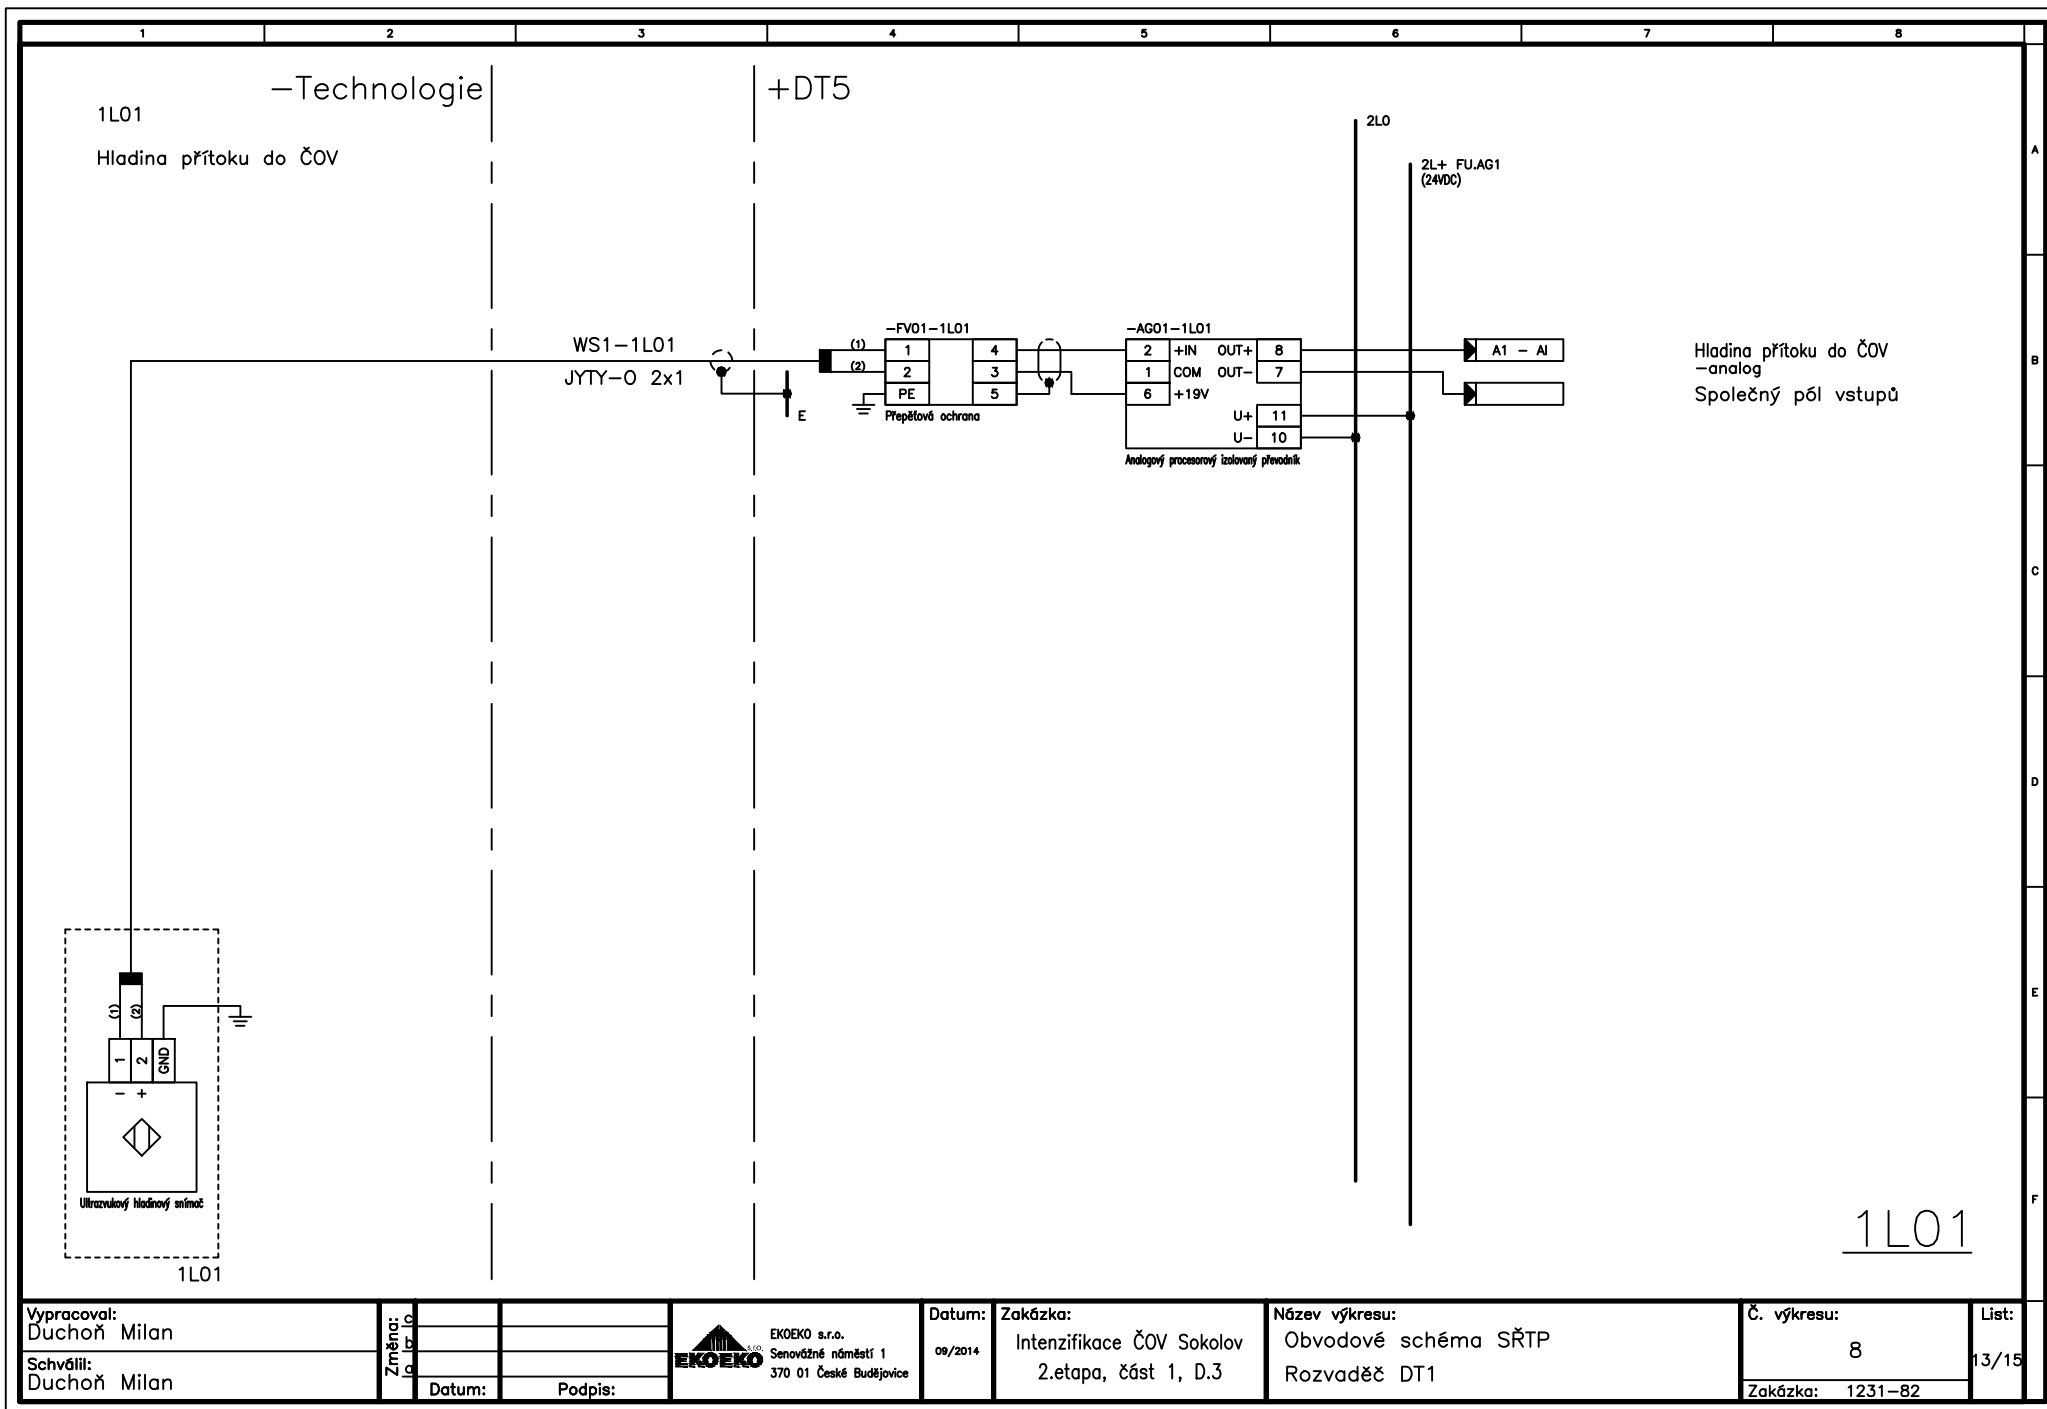 1 2 3 4 5 6 7 8
A
B
C
D
E
F
-Technologie
+DT5
1L01
Hladina přítoku do ČOV
2L0
2L+ FU.AG1
(24VDC)
WS1-1L01
JYTY-O 2x1
E
(1)
(2)
-FV01-1L01
1 4
2 3
PE 5
Přepěťová ochrana
-AG01-1L01
2 +IN OUT+ 8
1 COM OUT- 7
6 +19V
U+ 11
U- 10
Analogový procesorový izolovaný převodník
A1 - AI
Hladina přítoku do ČOV
-analog
Společný pól vstupů
(1)
(2)
1
2
GND
- +
Ultrazvukový hladinový snímač
1L01
1L01
Vypracoval:
Duchoň Milan
Schválil:
Duchoň Milan
Změna:
c
b
a
Datum:
Podpis:
EKOEKO s.r.o.
EKOEKO s.r.o.
Senovážné náměstí 1
370 01 České Budějovice
Datum:
09/2014
Zakázka:
Intenzifikace ČOV Sokolov
2.etapa, část 1, D.3
Název výkresu:
Obvodové schéma SŘTP
Rozvaděč DT1
Č. výkresu:
8
Zakázka: 1231-82
List:
13/15